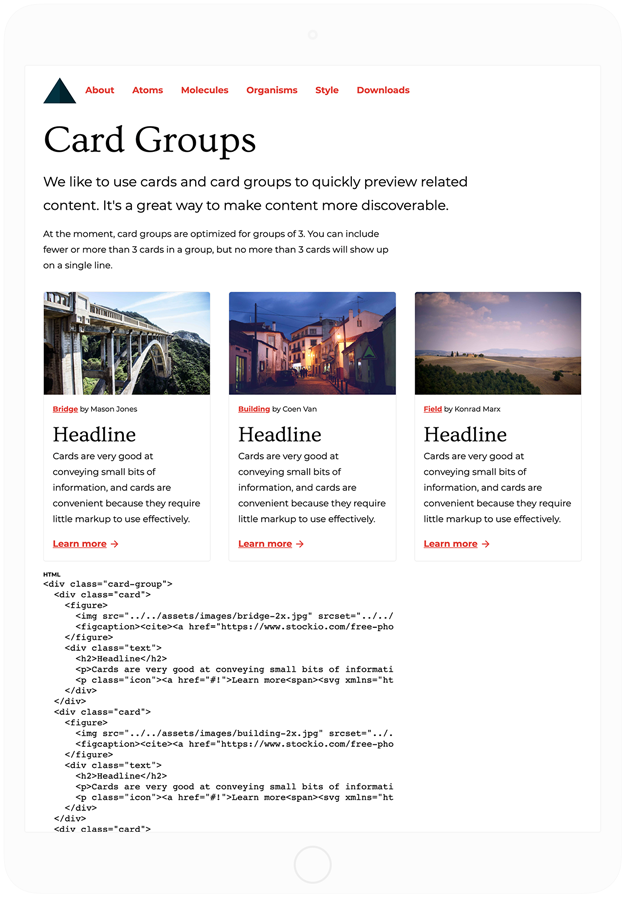 About Atoms Molecules Organisms Style Downloads
Card Groups
We like to use cards and card groups to quickly preview related
content. It's a great way to make content more discoverable.
At the moment, card groups are optimized for groups of 3. You can include
fewer or more than 3 cards in a group, but no more than 3 cards will show up
on a single line.
Bridge by Mason Jones
Headline
Cards are very good at
conveying small bits of
information, and cards are
convenient because they require
little markup to use effectively.
Learn more →
Building by Coen Van
Headline
Cards are very good at
conveying small bits of
information, and cards are
convenient because they require
little markup to use effectively.
Learn more →
Field by Konrad Marx
Headline
Cards are very good at
conveying small bits of
information, and cards are
convenient because they require
little markup to use effectively.
Learn more →
HTML
<div class="card-group">
  <div class="card">
    <figure>
      <img src="../../assets/images/bridge-2x.jpg" srcset="../../
      <figcaption><cite><a href="https://www.stockio.com/free-pho
    </figure>
    <div class="text">
      <h2>Headline</h2>
      <p>Cards are very good at conveying small bits of informati
      <p class="icon"><a href="#!">Learn more<span><svg xmlns="ht
    </div>
  </div>
  <div class="card">
    <figure>
      <img src="../../assets/images/building-2x.jpg" srcset="../.
      <figcaption><cite><a href="https://www.stockio.com/free-pho
    </figure>
    <div class="text">
      <h2>Headline</h2>
      <p>Cards are very good at conveying small bits of informati
      <p class="icon"><a href="#!">Learn more<span><svg xmlns="ht
    </div>
  </div>
  <div class="card">